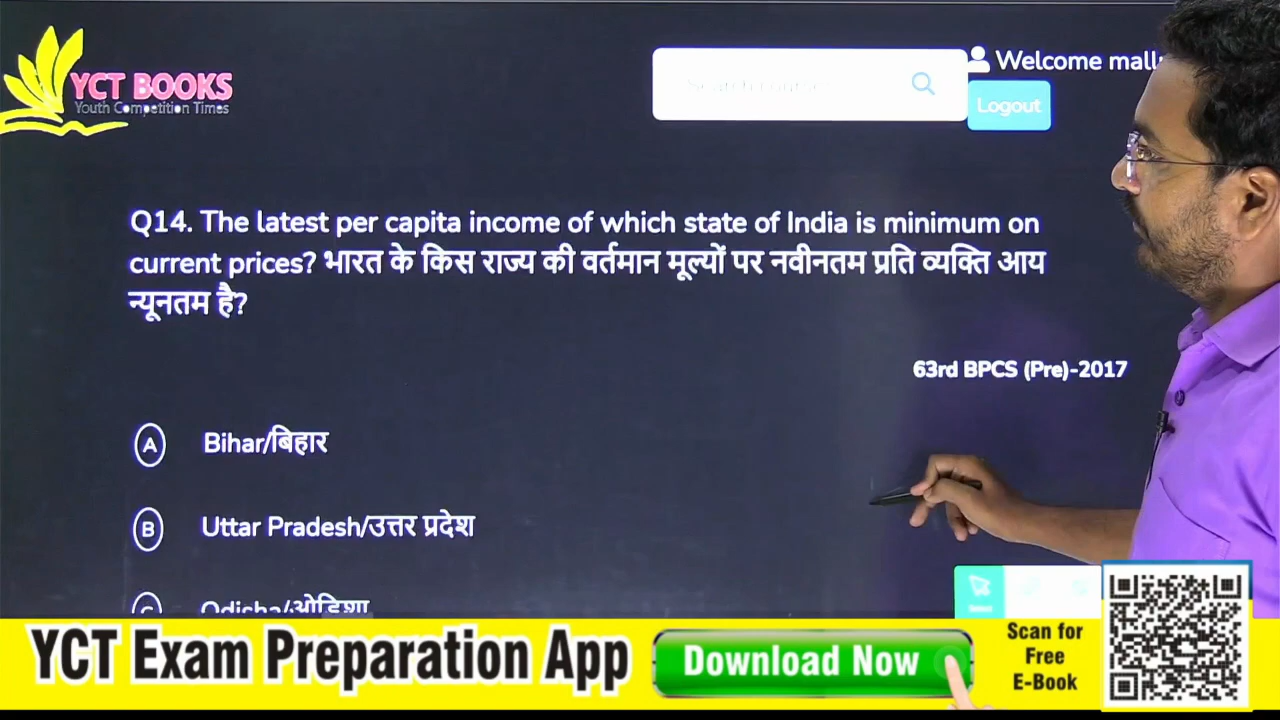 YCT BOOKS
Youth Competition Times
Welcome mall
Logout
Q14. The latest per capita income of which state of India is minimum on
current prices? भारत के किस राज्य की वर्तमान मूल्यों पर नवीनतम प्रति व्यक्ति आय
न्यूनतम है?
63rd BPCS (Pre)-2017
A Bihar/बिहार
B Uttar Pradesh/उत्तर प्रदेश
C Odisha/ओडिशा
YCT Exam Preparation App
Download Now
Scan for
Free
E-Book